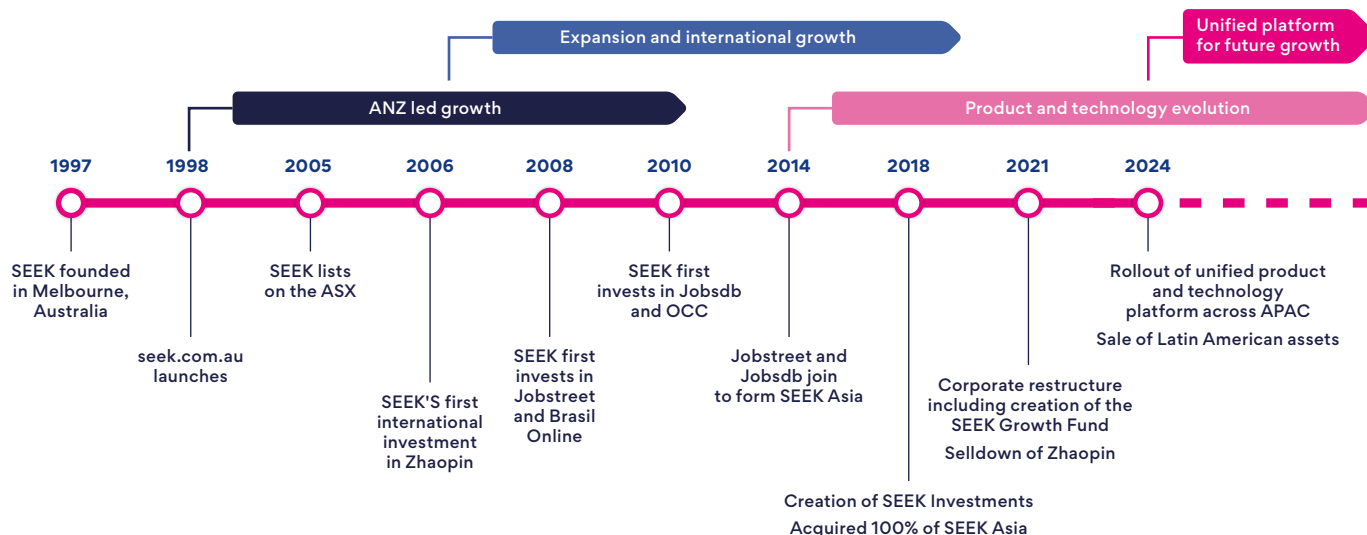 Expansion and international growth
Unified platform
for future growth
ANZ led growth
Product and technology evolution
1997
1998
2005
2006
2008
2010
2014
2018
2021
2024
SEEK founded
in Melbourne,
Australia
seek.com.au
launches
SEEK lists
on the ASX
SEEK'S first
international
investment
in Zhaopin
SEEK first
invests in
Jobstreet
and Brasil
Online
SEEK first
invests in Jobsdb
and OCC
Jobstreet and
Jobsdb join
to form SEEK Asia
Creation of SEEK Investments
Acquired 100% of SEEK Asia
Corporate restructure
including creation of the
SEEK Growth Fund
Selldown of Zhaopin
Rollout of unified product
and technology
platform across APAC
Sale of Latin American assets